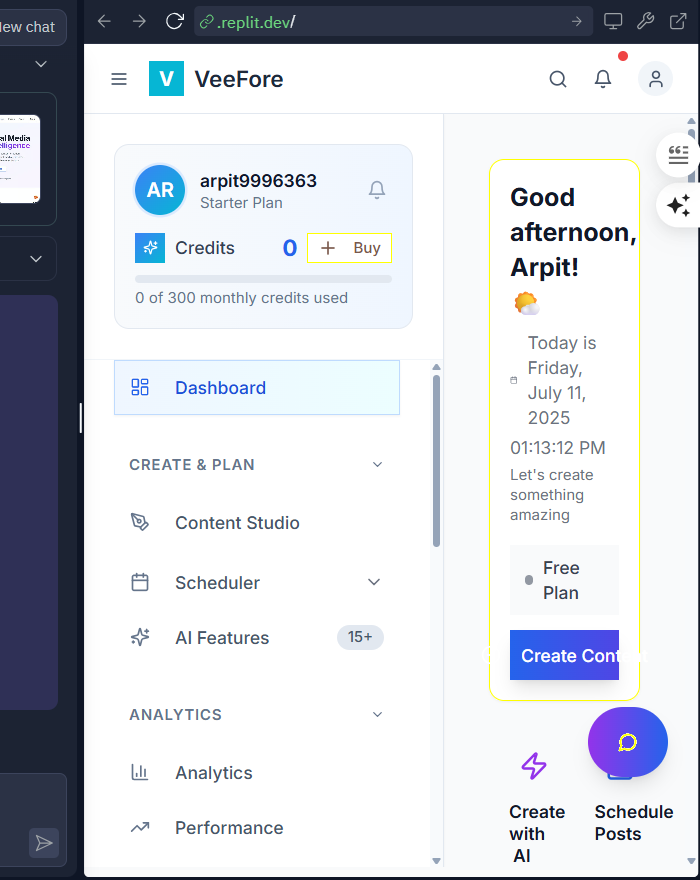 ew chat
.replit.dev/
al Media
telligence
V VeeFore
AR
arpit9996363
Starter Plan
Credits 0 + Buy
0 of 300 monthly credits used
Dashboard
CREATE & PLAN
Content Studio
Scheduler
AI Features 15+
ANALYTICS
Analytics
Performance
Good
afternoon,
Arpit!
Today is
Friday,
July 11,
2025
01:13:12 PM
Let's create
something
amazing
Free
Plan
Create Cont
Create
with
AI
Schedule
Posts